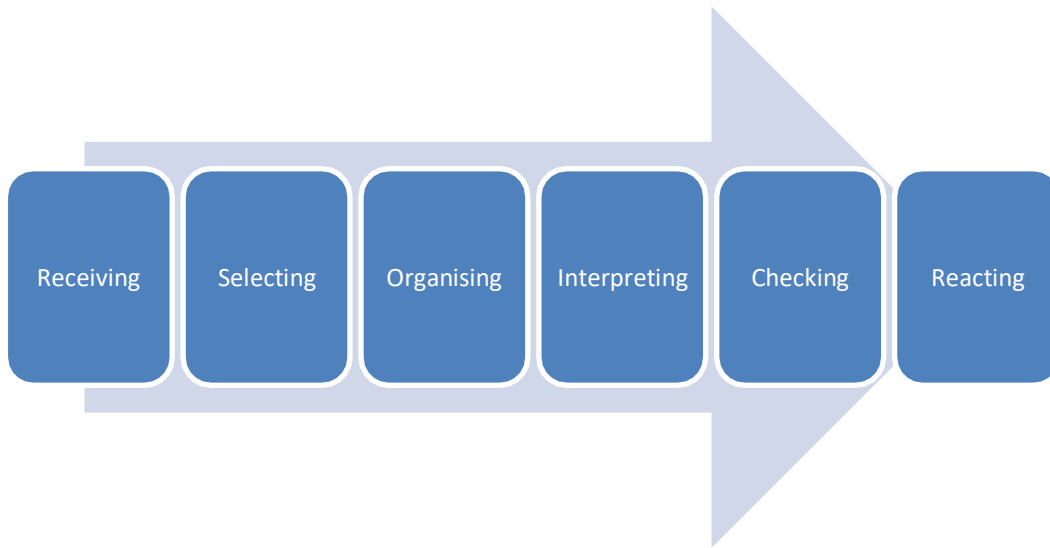 Receiving
Selecting
Organising
Interpreting
Checking
Reacting